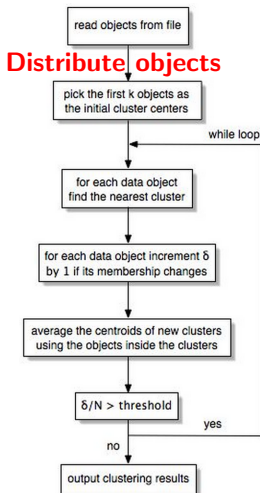 read objects from file
Distribute objects
pick the first k objects as
the initial cluster centers
while loop
for each data object
find the nearest cluster
for each data object increment δ
by 1 if its membership changes
average the centroids of new clusters
using the objects inside the clusters
δ/N > threshold
yes
no
output clustering results